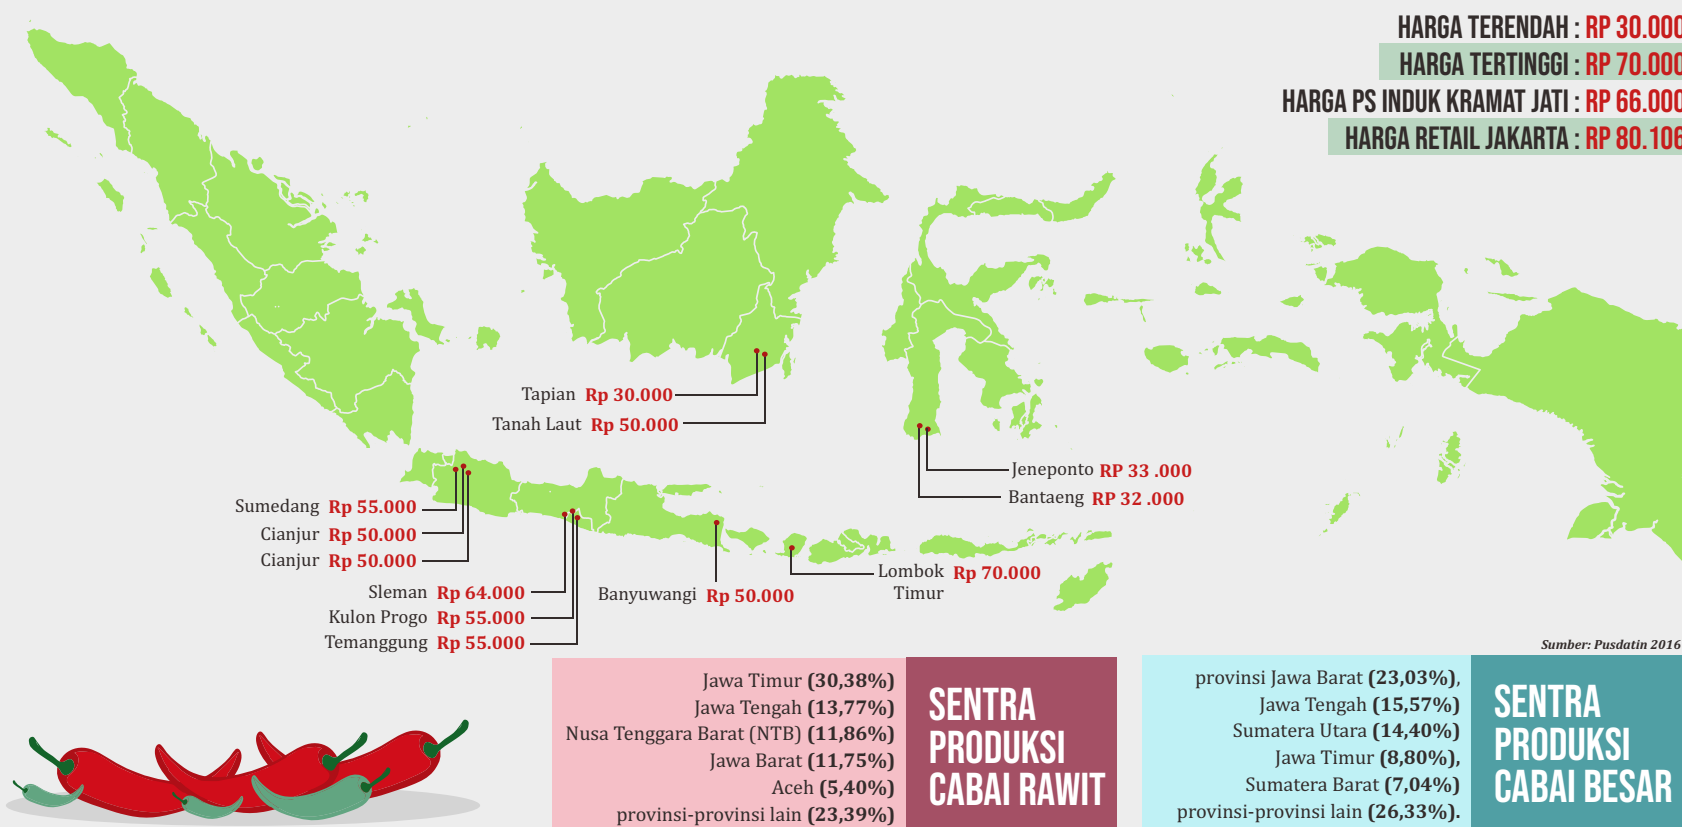 HARGA TERENDAH : RP 30.000
HARGA TERTINGGI : RP 70.000
HARGA PS INDUK KRAMAT JATI : RP 66.000
HARGA RETAIL JAKARTA : RP 80.106
Tapian Rp 30.000
Tanah Laut Rp 50.000
Jeneponto RP 33 .000
Bantaeng RP 32 .000
Sumedang Rp 55.000
Cianjur Rp 50.000
Cianjur Rp 50.000
Sleman Rp 64.000
Kulon Progo Rp 55.000
Temanggung Rp 55.000
Banyuwangi Rp 50.000
Lombok Rp 70.000
Timur
Sumber: Pusdatin 2016
Jawa Timur (30,38%)
Jawa Tengah (13,77%)
Nusa Tenggara Barat (NTB) (11,86%)
Jawa Barat (11,75%)
Aceh (5,40%)
provinsi-provinsi lain (23,39%)
SENTRA
PRODUKSI
CABAI RAWIT
provinsi Jawa Barat (23,03%),
Jawa Tengah (15,57%)
Sumatera Utara (14,40%)
Jawa Timur (8,80%),
Sumatera Barat (7,04%)
provinsi-provinsi lain (26,33%).
SENTRA
PRODUKSI
CABAI BESAR